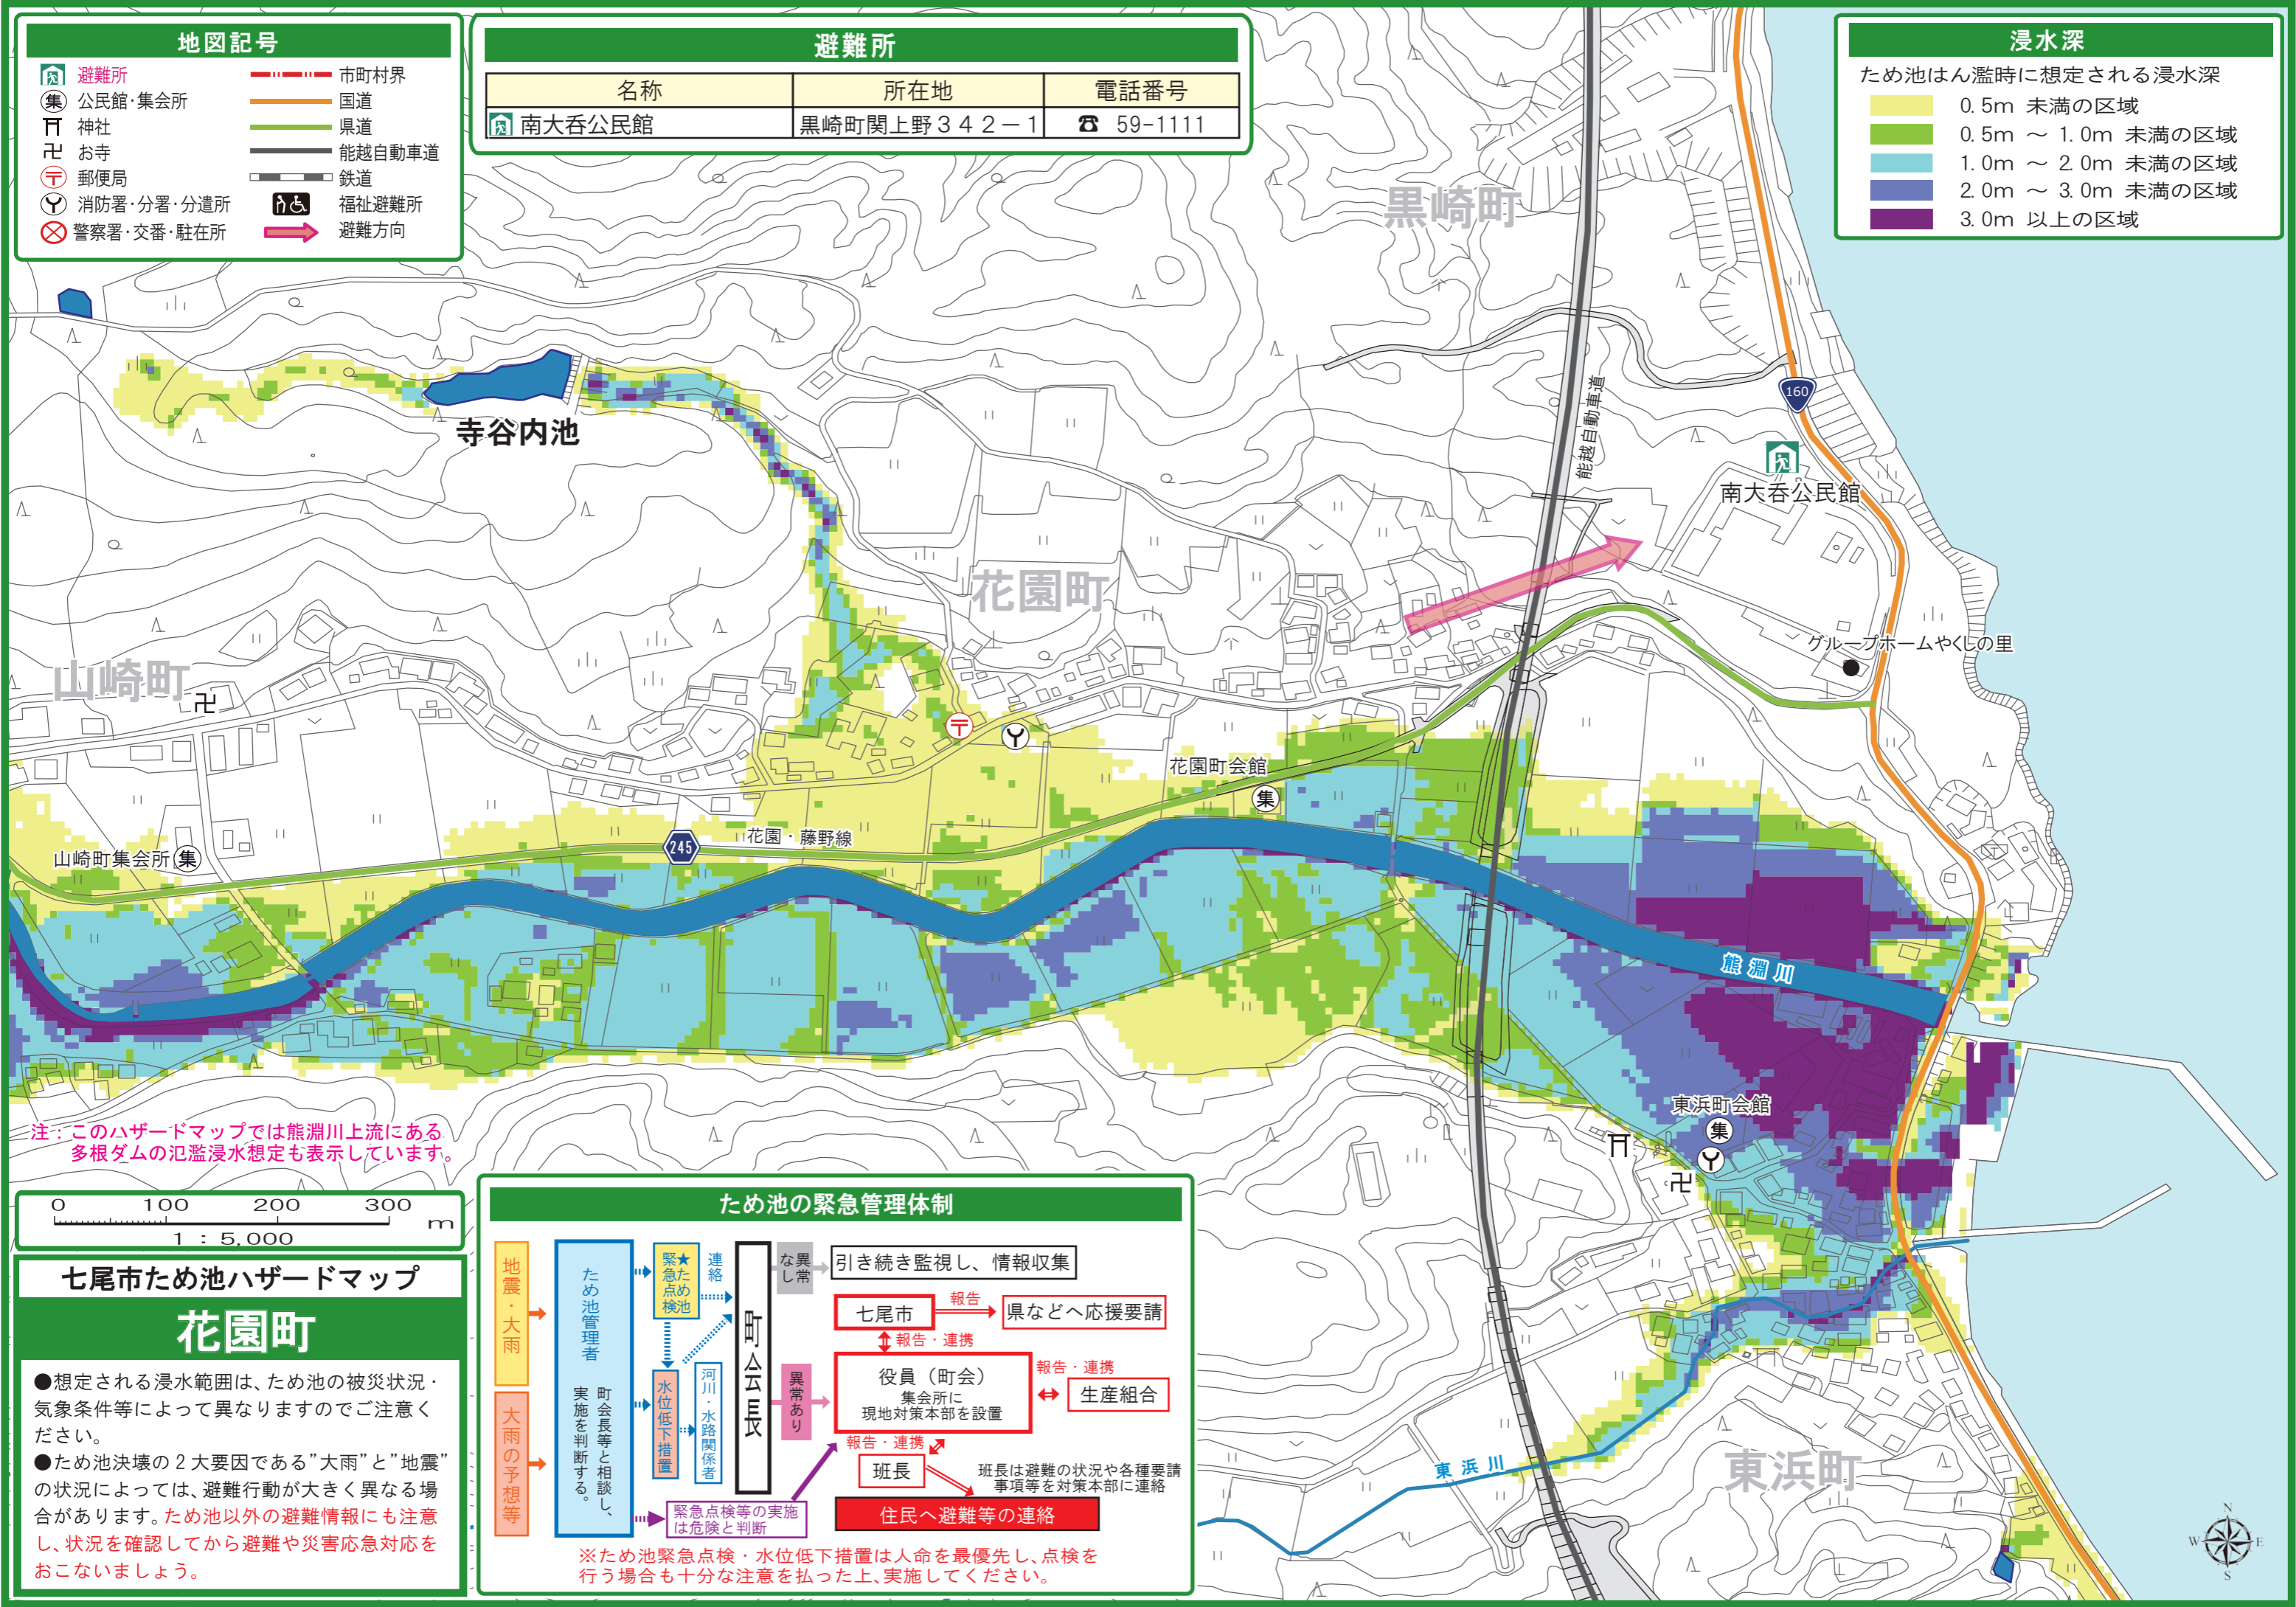 地図記号
避難所
公民館・集会所
神社
お寺
郵便局
消防署・分署・分遣所
警察署・交番・駐在所
市町村界
国道
県道
能越自動車道
鉄道
福祉避難所
避難方向
避難所
名称 所在地 電話番号
南大呑公民館 黒崎町関上野342-1 ☎ 59-1111
浸水深
ため池はん濫時に想定される浸水深
0.5m 未満の区域
0.5m ～ 1.0m 未満の区域
1.0m ～ 2.0m 未満の区域
2.0m ～ 3.0m 未満の区域
3.0m 以上の区域
黒崎町
160
能越自動車道
寺谷内池
南大呑公民館
花園町
グループホームやくしの里
山崎町
花園町会館
集
山崎町集会所
集
245
花園・藤野線
熊淵川
東浜町会館
集
東浜川
東浜町
注：このハザードマップでは熊淵川上流にある
多根ダムの氾濫浸水想定も表示しています。
0 100 200 300
m
1：5,000
七尾市ため池ハザードマップ
花園町
●想定される浸水範囲は、ため池の被災状況・
気象条件等によって異なりますのでご注意く
ださい。
●ため池決壊の２大要因である”大雨”と”地震”
の状況によっては、避難行動が大きく異なる場
合があります。ため池以外の避難情報にも注意
し、状況を確認してから避難や災害応急対応を
おこないましょう。
ため池の緊急管理体制
地震・大雨
大雨の予想等
ため池管理者
町会長等と相談し、
実施を判断する。
★ため池
緊急点検
連絡
水位低下措置
河川・水路関係者
町会長
異常
なし
引き続き監視し、情報収集
七尾市
報告
県などへ応援要請
報告・連携
異常あり
役員（町会）
集会所に
現地対策本部を設置
報告・連携
生産組合
報告・連携
班長
班長は避難の状況や各種要請
事項等を対策本部に連絡
住民へ避難等の連絡
緊急点検等の実施
は危険と判断
※ため池緊急点検・水位低下措置は人命を最優先し、点検を
行う場合も十分な注意を払った上、実施してください。
N
W E
S